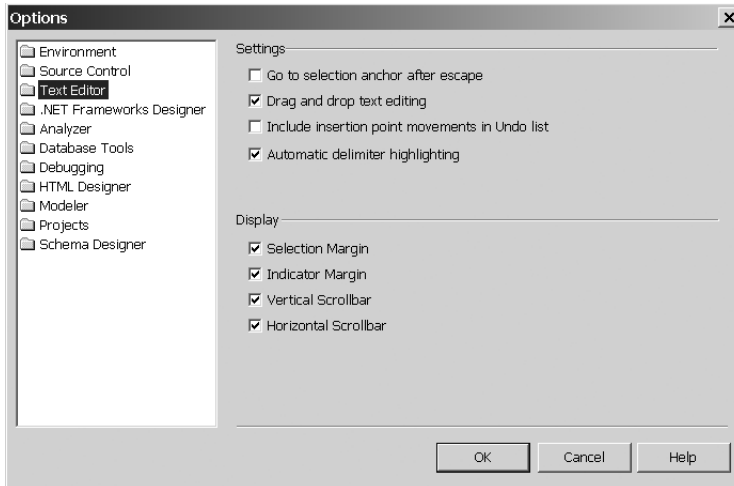 Options
Environment
Source Control
Text Editor
.NET Frameworks Designer
Analyzer
Database Tools
Debugging
HTML Designer
Modeler
Projects
Schema Designer
Settings
Go to selection anchor after escape
Drag and drop text editing
Include insertion point movements in Undo list
Automatic delimiter highlighting
Display
Selection Margin
Indicator Margin
Vertical Scrollbar
Horizontal Scrollbar
OK Cancel Help